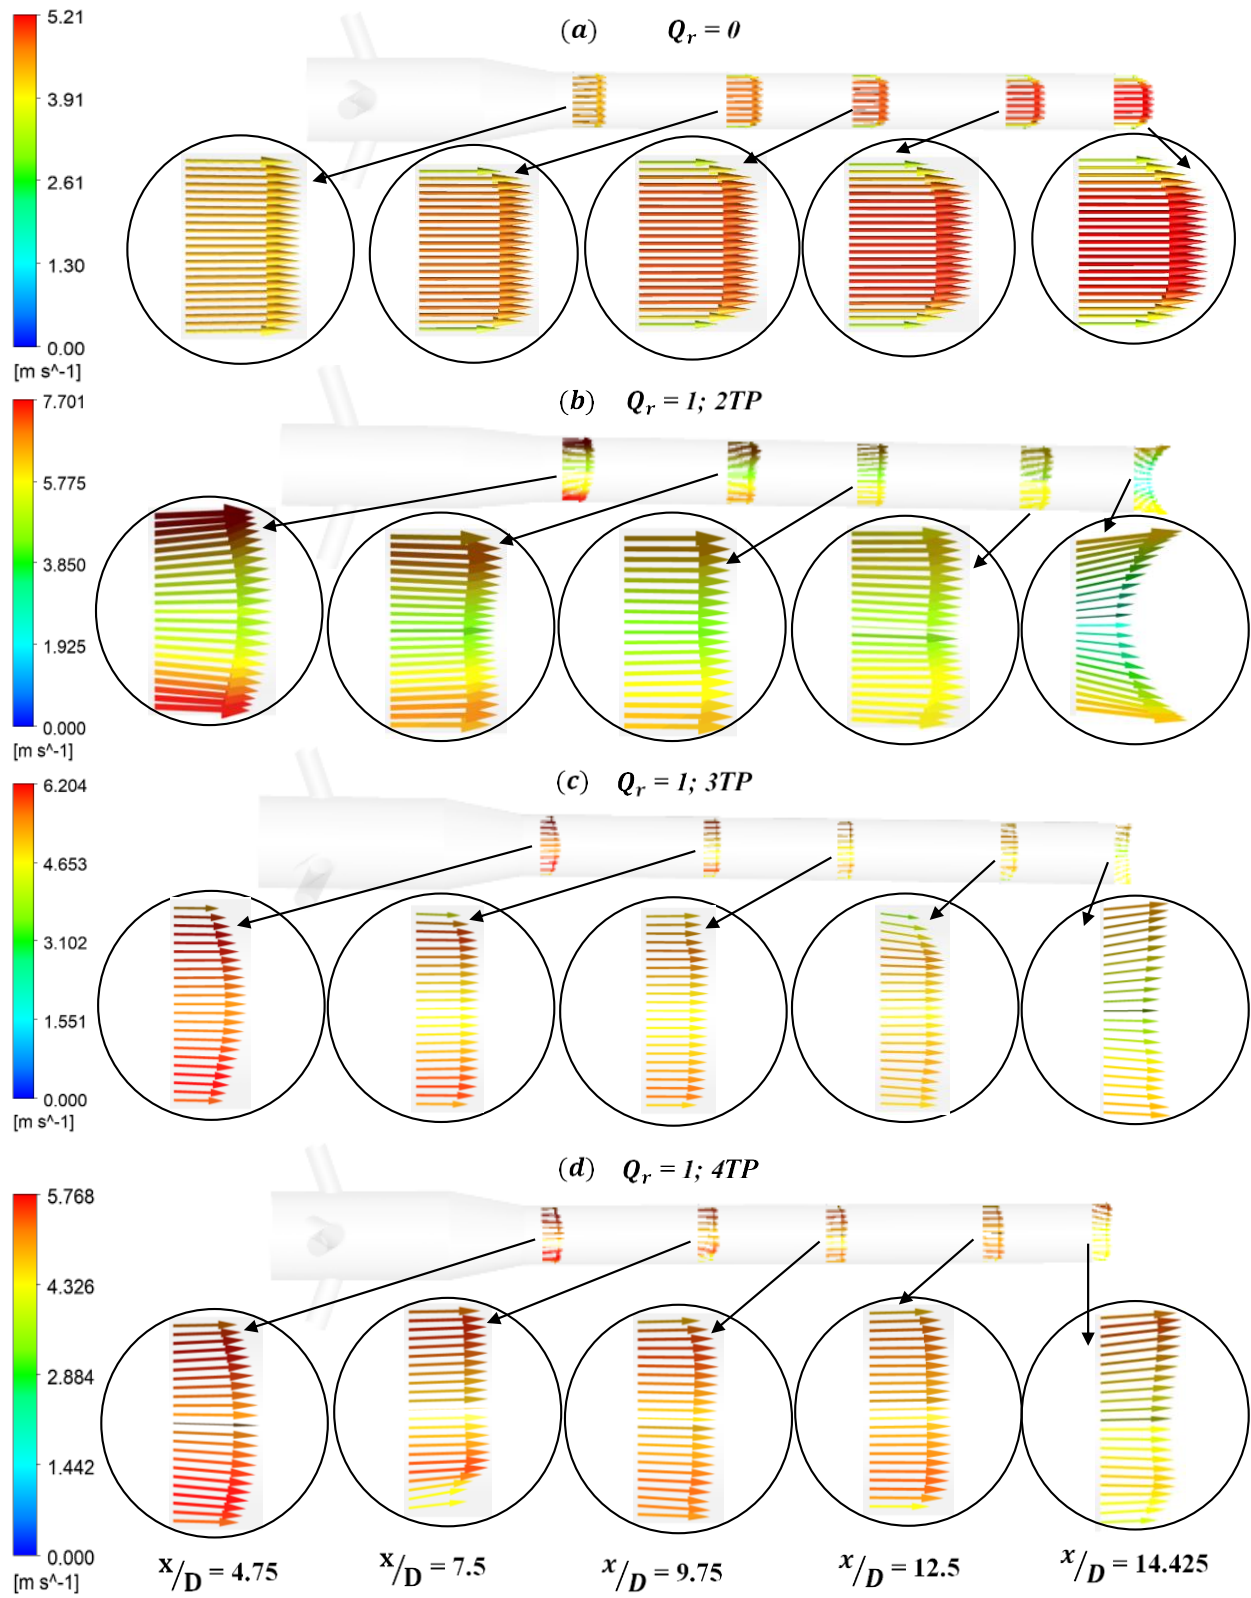 (a) Qr = 0
5.21
3.91
2.61
1.30
0.00
[m s^-1]
(b) Qr = 1; 2TP
7.701
5.775
3.850
1.925
0.000
[m s^-1]
(c) Qr = 1; 3TP
6.204
4.653
3.102
1.551
0.000
[m s^-1]
(d) Qr = 1; 4TP
5.768
4.326
2.884
1.442
0.000
[m s^-1]
x/D = 4.75
x/D = 7.5
x/D = 9.75
x/D = 12.5
x/D = 14.425